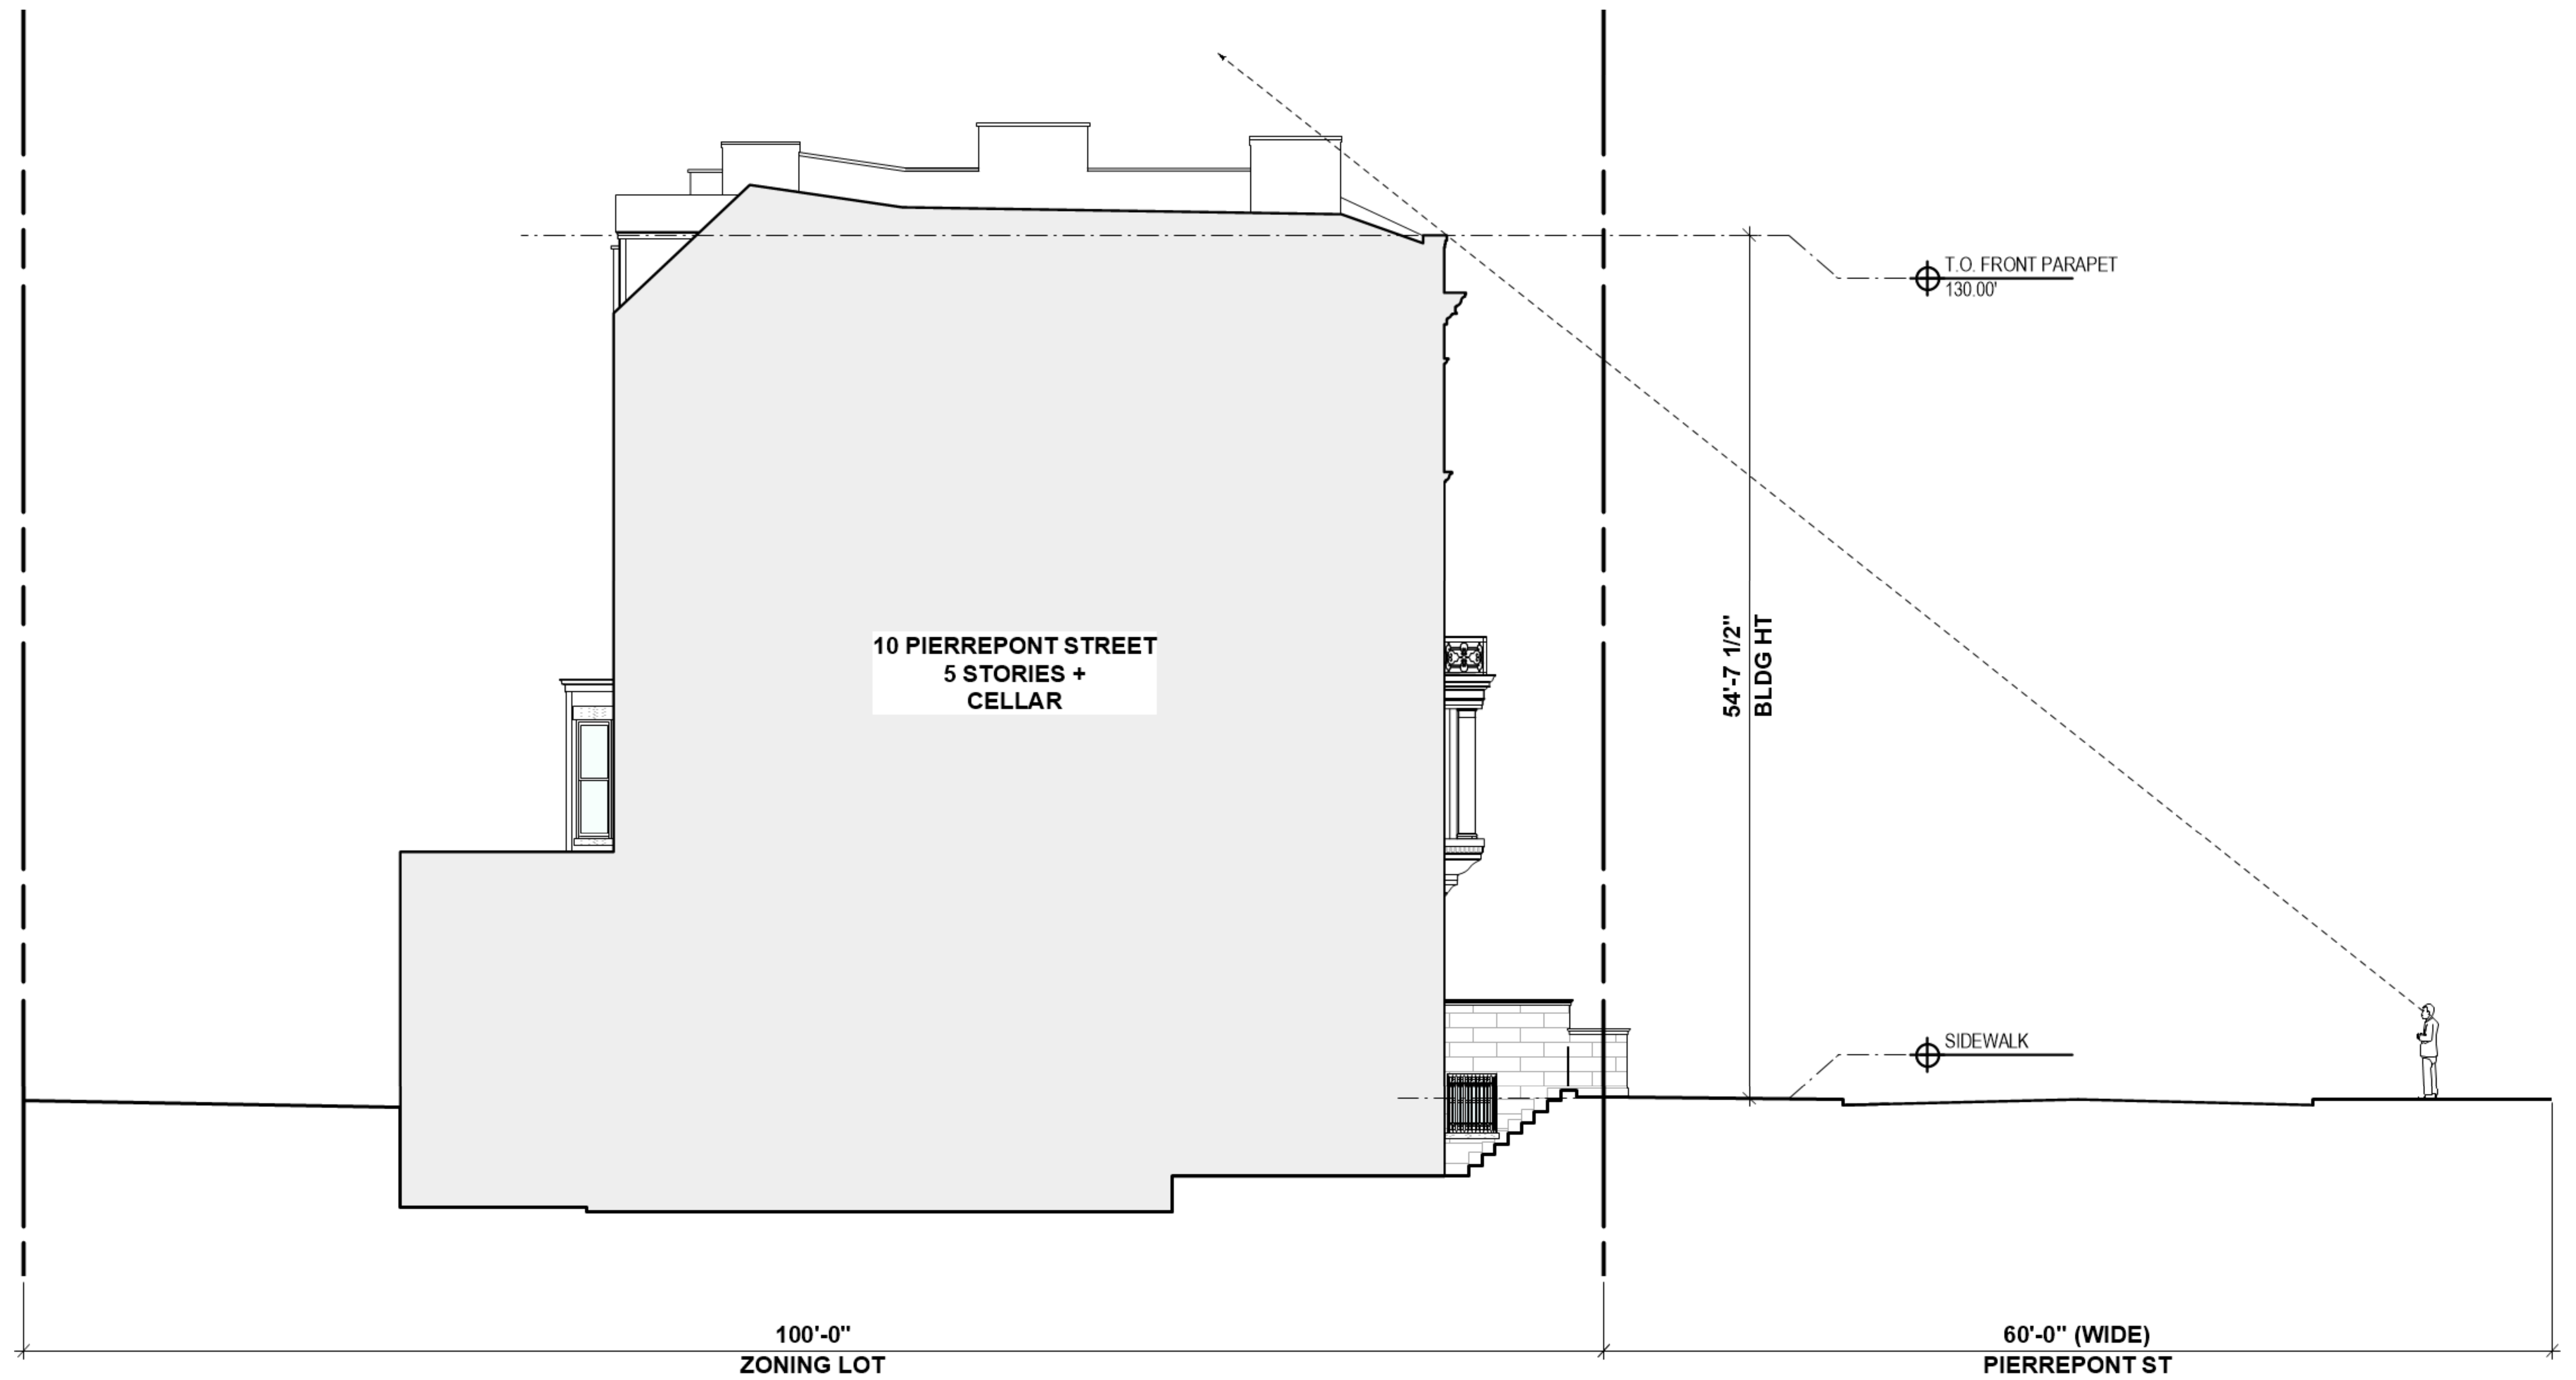 T.O. FRONT PARAPET
130.00'
10 PIERREPONT STREET
5 STORIES +
CELLAR
54'-7 1/2"
BLDG HT
SIDEWALK
100'-0"
ZONING LOT
60'-0" (WIDE)
PIERREPONT ST